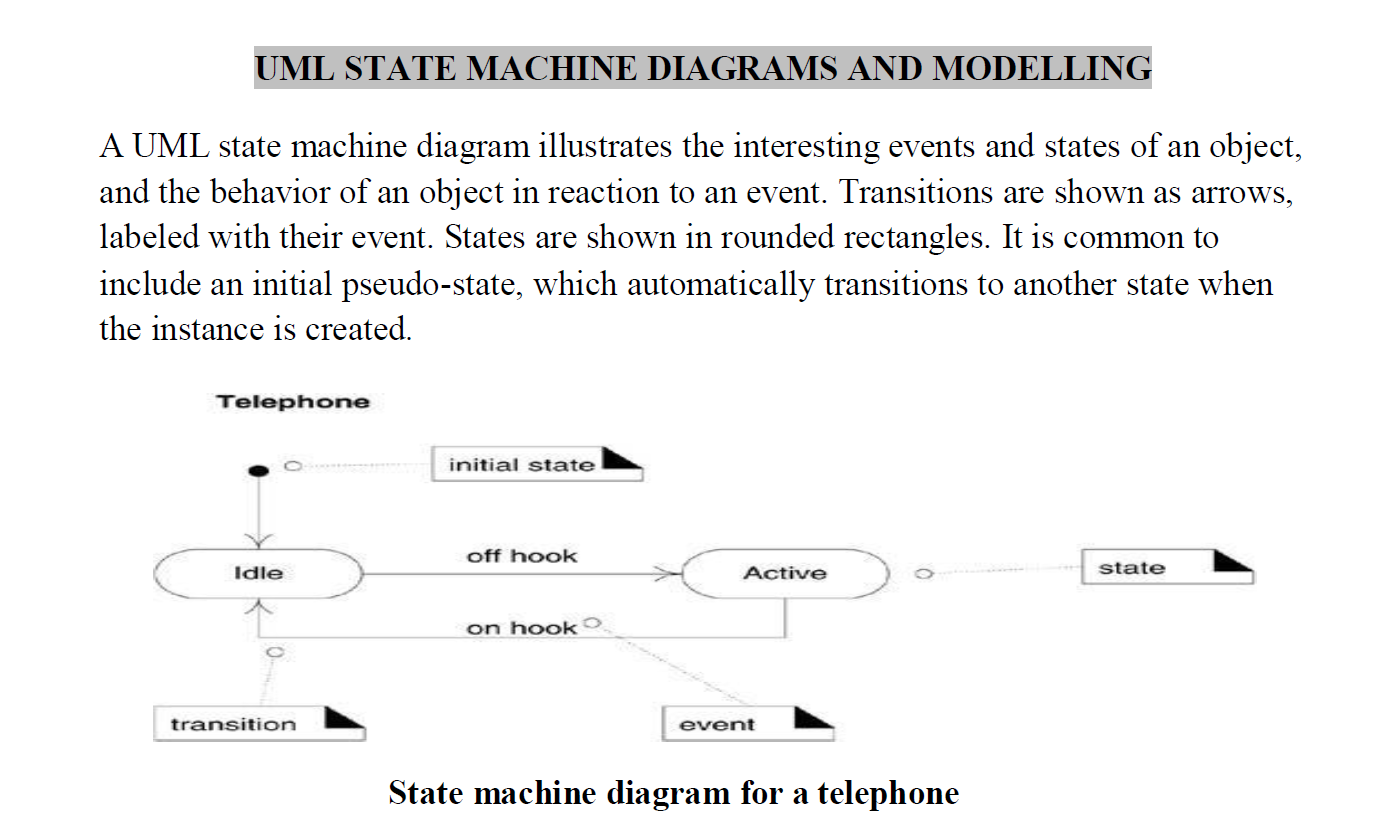 UML STATE MACHINE DIAGRAMS AND MODELLING
A UML state machine diagram illustrates the interesting events and states of an object,
and the behavior of an object in reaction to an event. Transitions are shown as arrows,
labeled with their event. States are shown in rounded rectangles. It is common to
include an initial pseudo-state, which automatically transitions to another state when
the instance is created.
Telephone
initial state
off hook
Idle
Active
state
on hook
transition
event
State machine diagram for a telephone